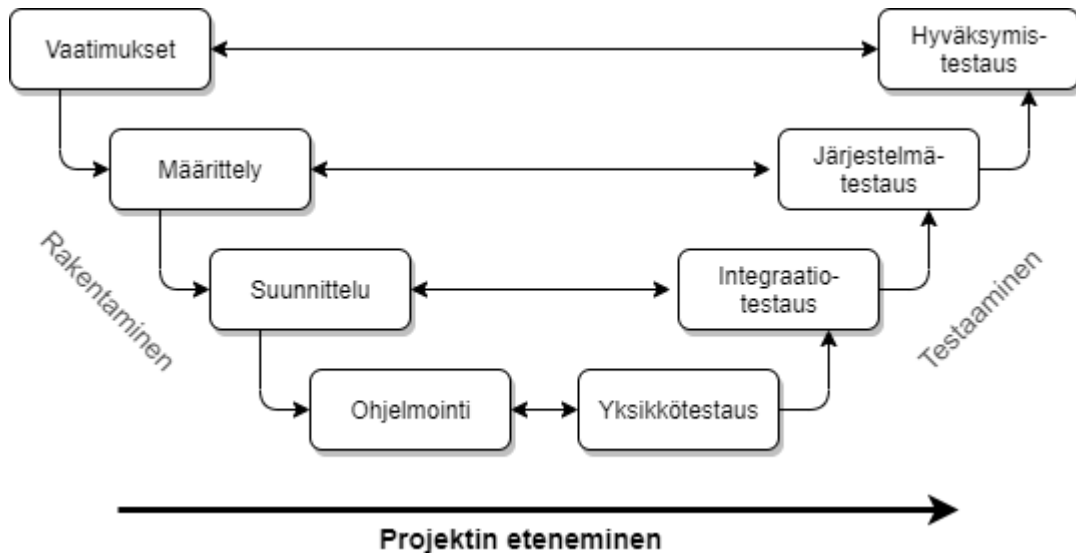 Vaatimukset
Hyväksymis-
testaus
Määrittely
Järjestelmä-
testaus
Rakentaminen
Suunnittelu
Integraatio-
testaus
Testaaminen
Ohjelmointi
Yksikkötestaus
Projektin eteneminen